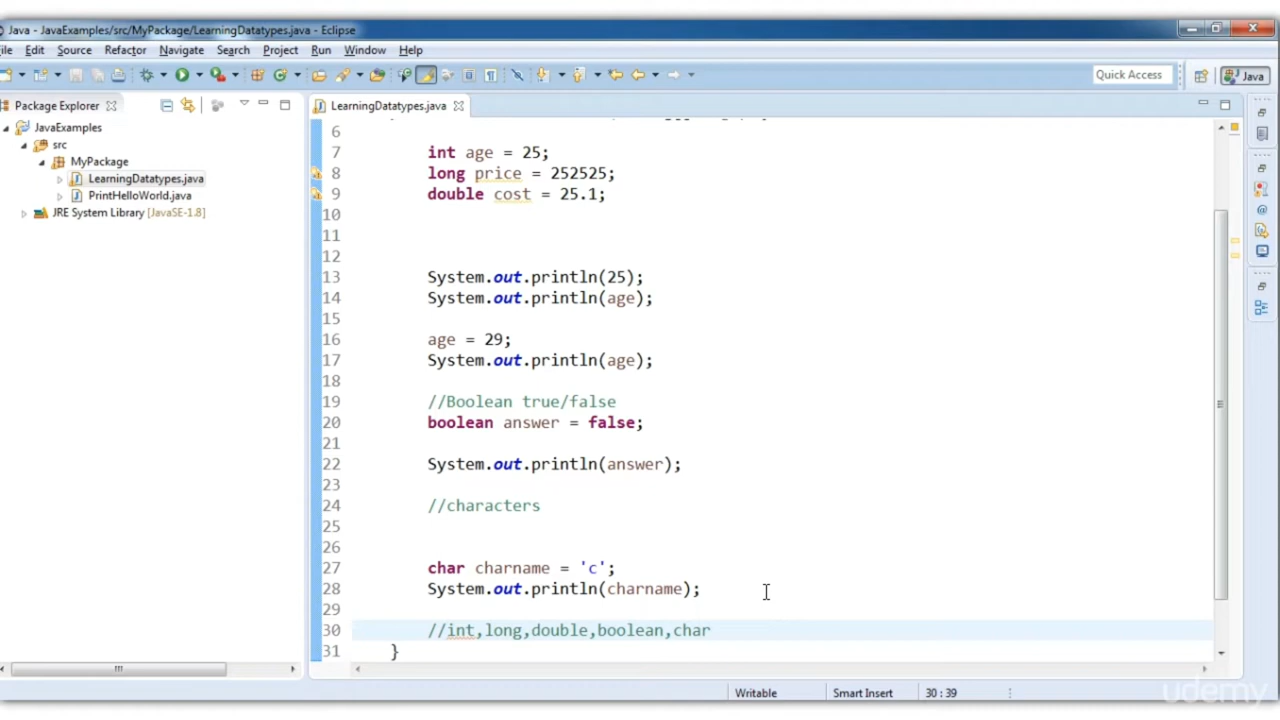 Java - JavaExamples/src/MyPackage/LearningDatatypes.java - Eclipse
ile Edit Source Refactor Navigate Search Project Run Window Help
Quick Access
Java
Package Explorer
LearningDatatypes.java
JavaExamples
src
MyPackage
LearningDatatypes.java
PrintHelloWorld.java
JRE System Library [JavaSE-1.8]
6
7 int age = 25;
8 long price = 252525;
9 double cost = 25.1;
10
11
12
13 System.out.println(25);
14 System.out.println(age);
15
16 age = 29;
17 System.out.println(age);
18
19 //Boolean true/false
20 boolean answer = false;
21
22 System.out.println(answer);
23
24 //characters
25
26
27 char charname = 'c';
28 System.out.println(charname);
29
30 //int,long,double,boolean,char
31 }
Writable Smart Insert 30 : 39
udemy